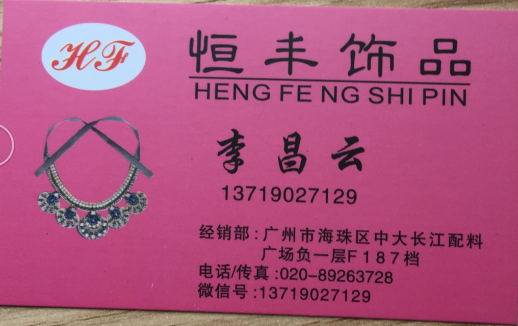 HF
恒丰饰品
HENG FENG SHI PIN
李昌云
13719027129
经销部:广州市海珠区中大长江配料
广场负一层F187档
电话/传真:020-89263728
微信号:13719027129